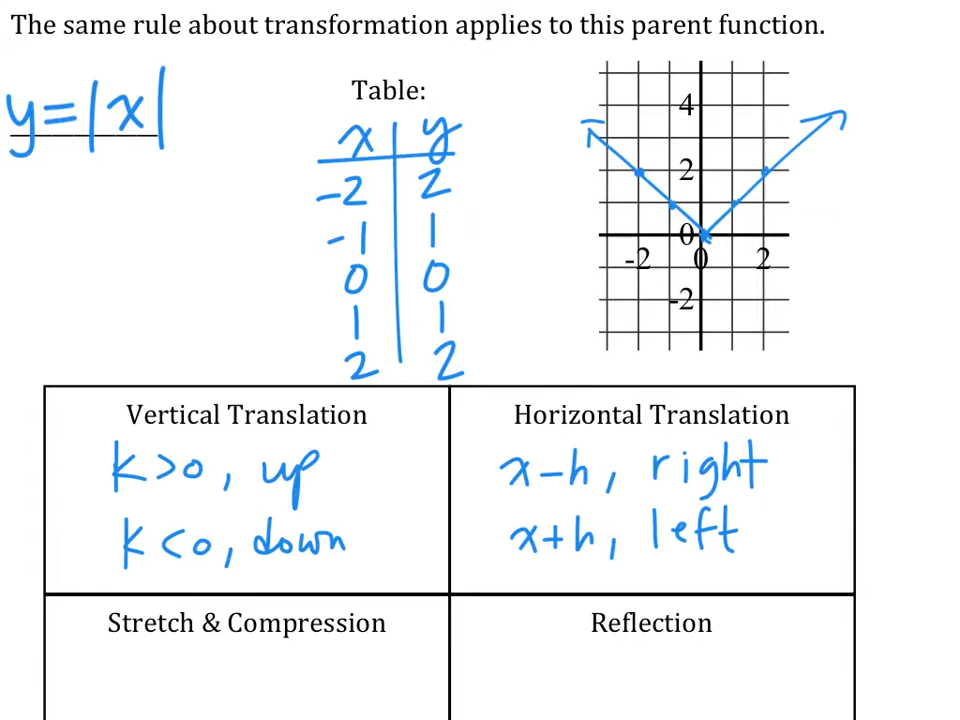 The same rule about transformation applies to this parent function.
y=|x|
Table:
x y
-2 2
-1 1
0 0
1 1
2 2
4
2
0
-2 0 2
-2
Vertical Translation
k>0, up
k<0, down
Horizontal Translation
x-h, right
x+h, left
Stretch & Compression
Reflection